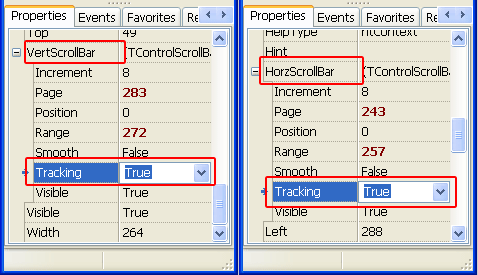 Properties Events Favorites Re
Top 49
VertScrollBar (TControlScrollBa
Increment 8
Page 283
Position 0
Range 272
Smooth False
Tracking True
Visible True
Visible True
Width 264
Properties Events Favorites Re
HelpType htContext
Hint
HorzScrollBar (TControlScrollBa
Increment 8
Page 243
Position 0
Range 257
Smooth False
Tracking True
Visible True
Left 288